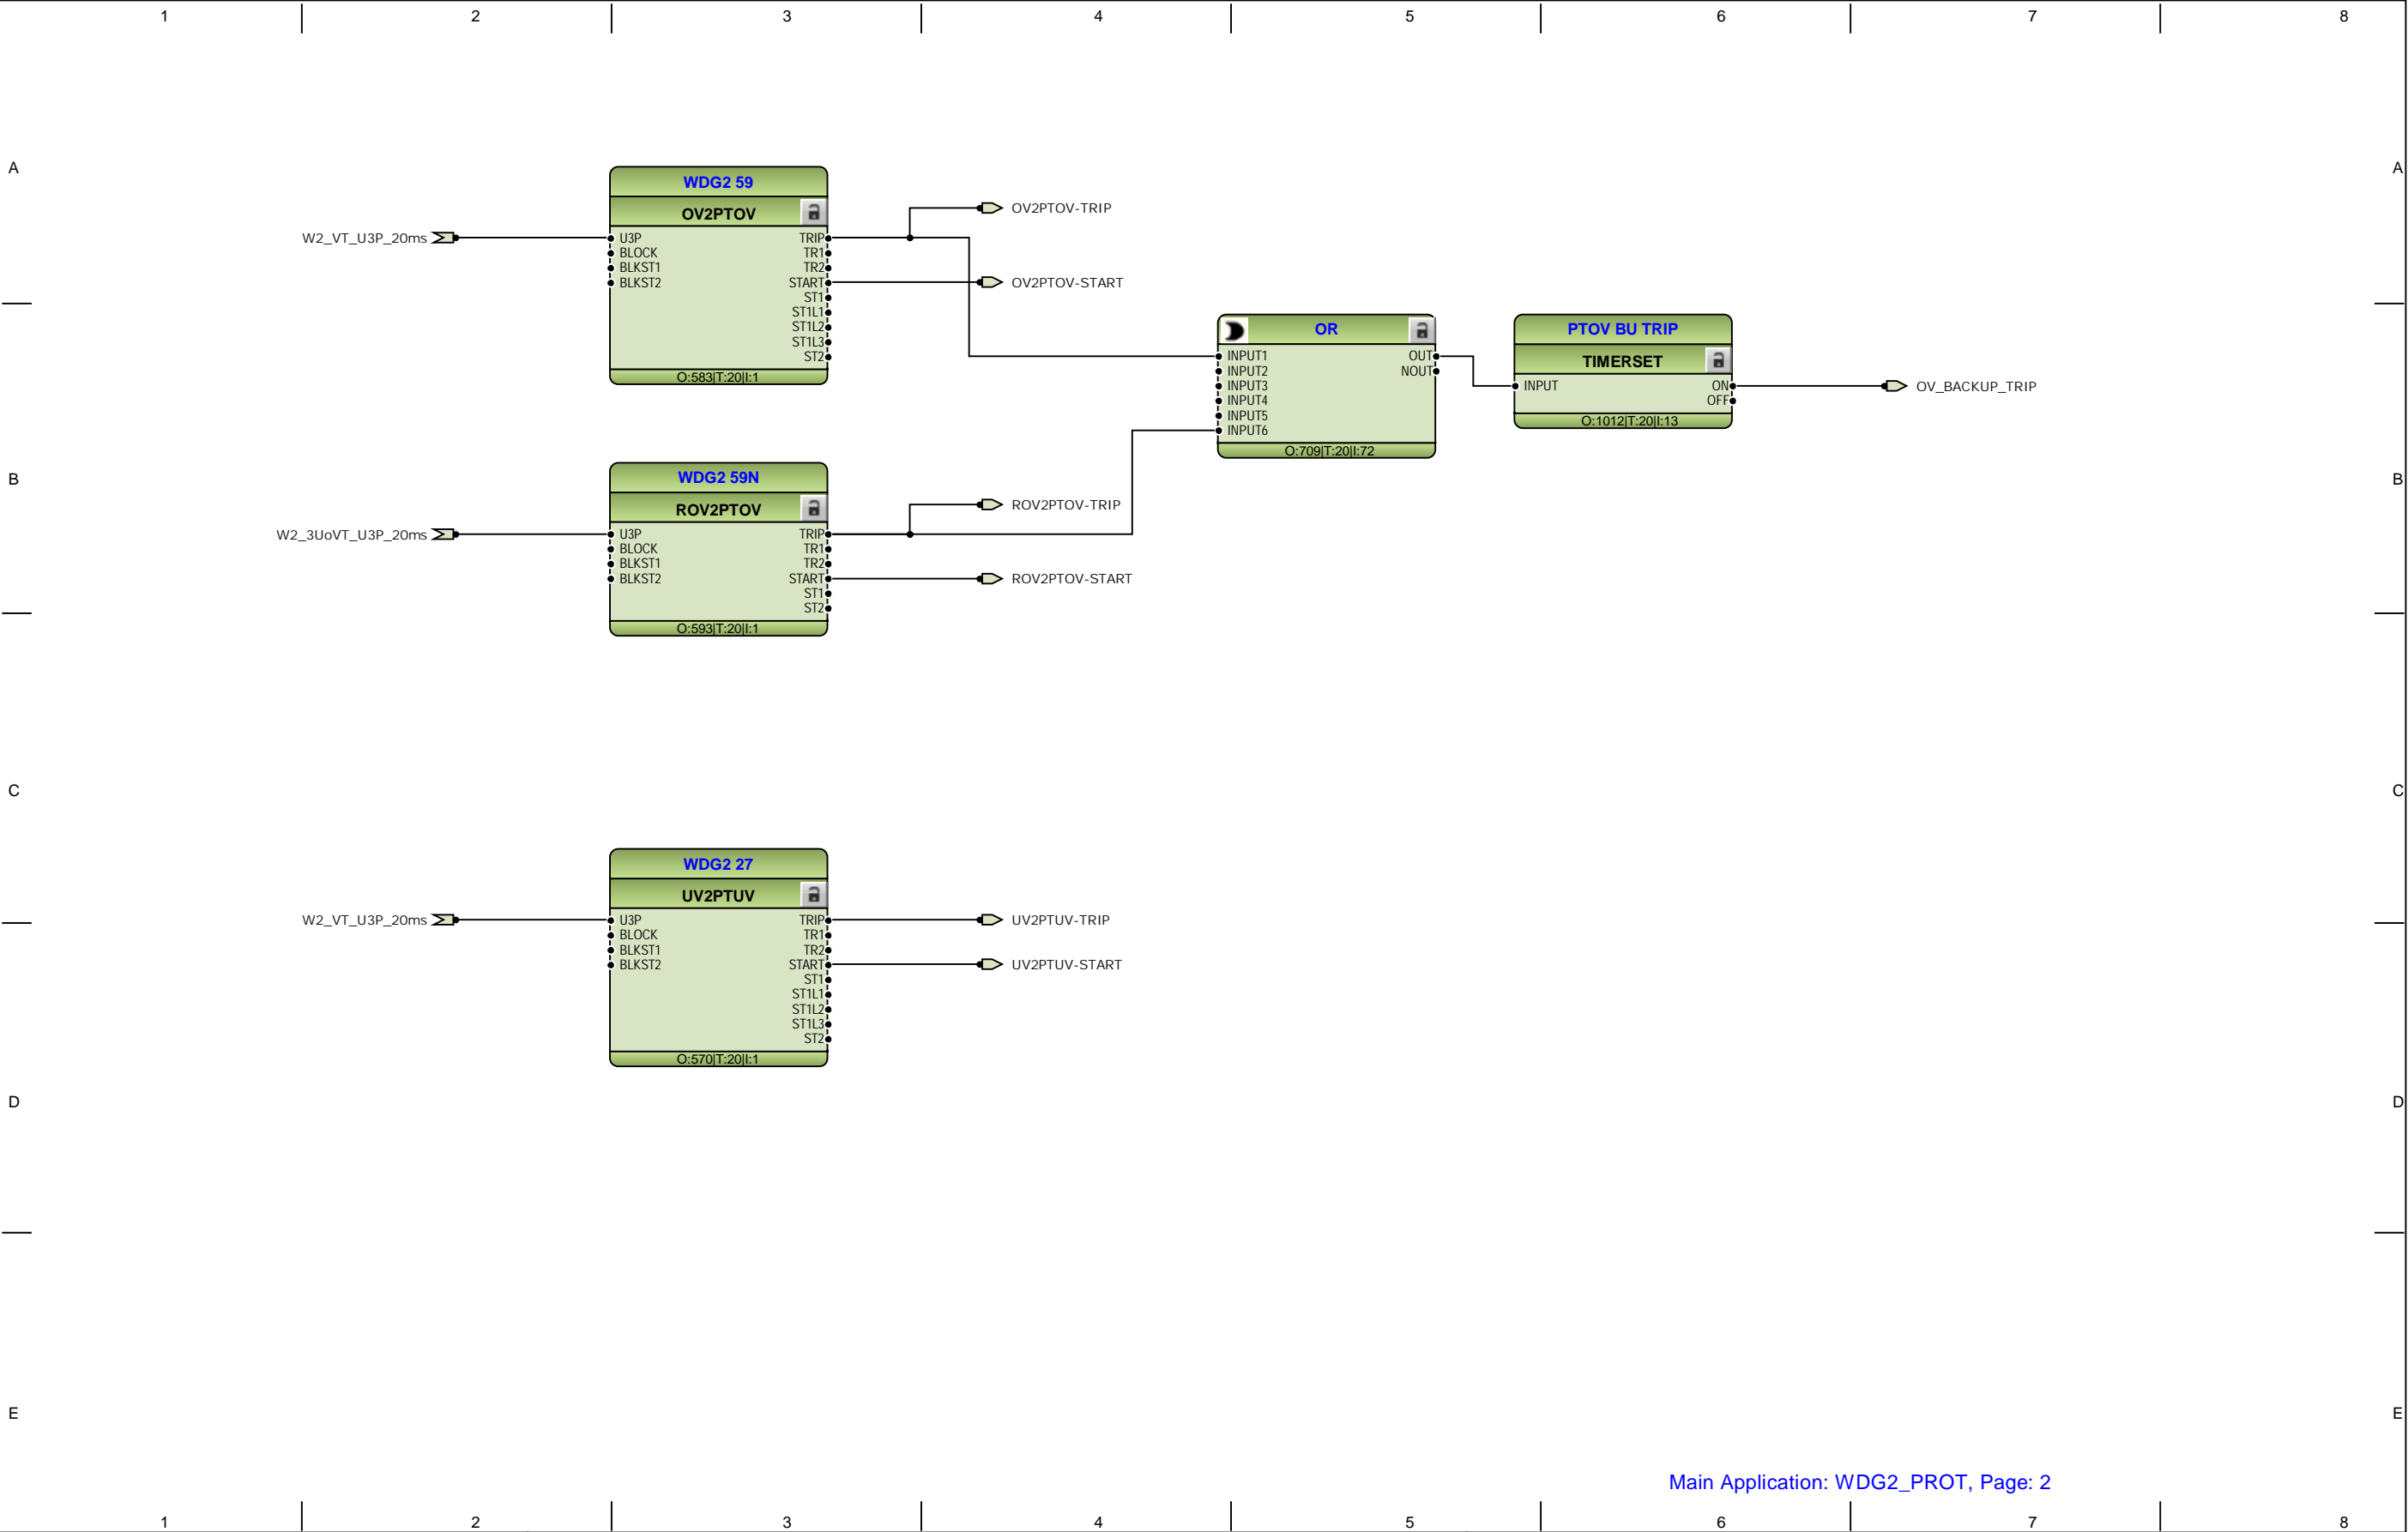 1 2 3 4 5 6 7 8
A A
WDG2 59
OV2PTOV
W2_VT_U3P_20ms
U3P TRIP
BLOCK TR1
BLKST1 TR2
BLKST2 START
ST1
ST1L1
ST1L2
ST1L3
ST2
O:583|T:20|I:1
OV2PTOV-TRIP
OV2PTOV-START
OR
INPUT1 OUT
INPUT2 NOUT
INPUT3
INPUT4
INPUT5
INPUT6
O:709|T:20|I:72
PTOV BU TRIP
TIMERSET
INPUT ON
OFF
O:1012|T:20|I:13
OV_BACKUP_TRIP
B B
WDG2 59N
ROV2PTOV
W2_3UoVT_U3P_20ms
U3P TRIP
BLOCK TR1
BLKST1 TR2
BLKST2 START
ST1
ST2
O:593|T:20|I:1
ROV2PTOV-TRIP
ROV2PTOV-START
C C
WDG2 27
UV2PTUV
W2_VT_U3P_20ms
U3P TRIP
BLOCK TR1
BLKST1 TR2
BLKST2 START
ST1
ST1L1
ST1L2
ST1L3
ST2
O:570|T:20|I:1
UV2PTUV-TRIP
UV2PTUV-START
D D
E E
Main Application: WDG2_PROT, Page: 2
1 2 3 4 5 6 7 8